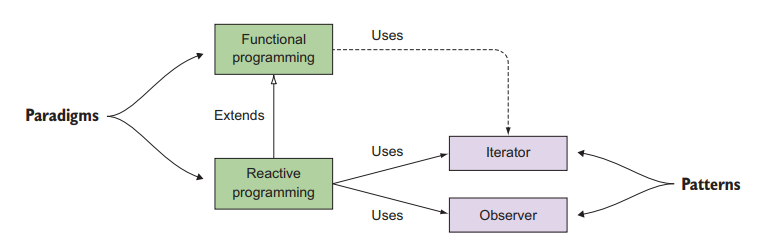 Functional
programming
Uses
Paradigms
Extends
Uses
Iterator
Reactive
programming
Patterns
Uses
Observer